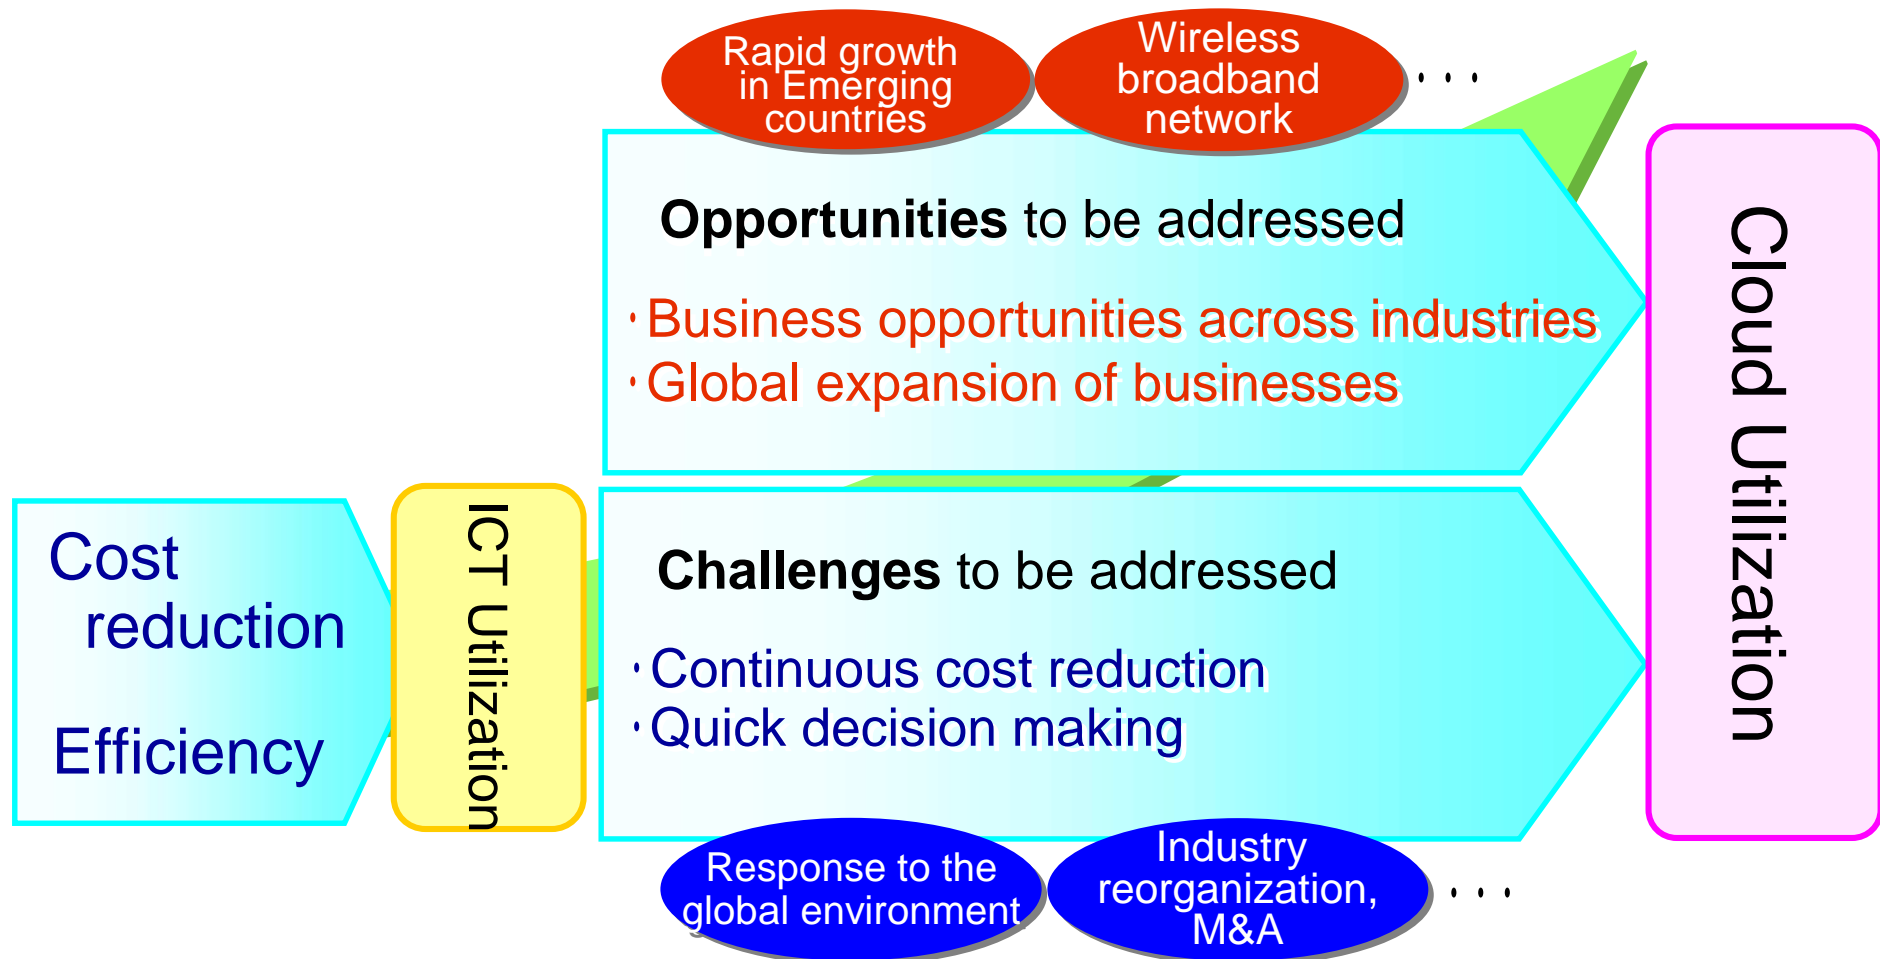 Rapid growth
in Emerging
countries
Wireless
broadband
network
･･･
Opportunities to be addressed
･Business opportunities across industries
･Global expansion of businesses
Cost
reduction
Efficiency
ICT Utilization
Challenges to be addressed
･Continuous cost reduction
･Quick decision making
Cloud Utilization
Response to the
global environment
Industry
reorganization,
M&A
･･･